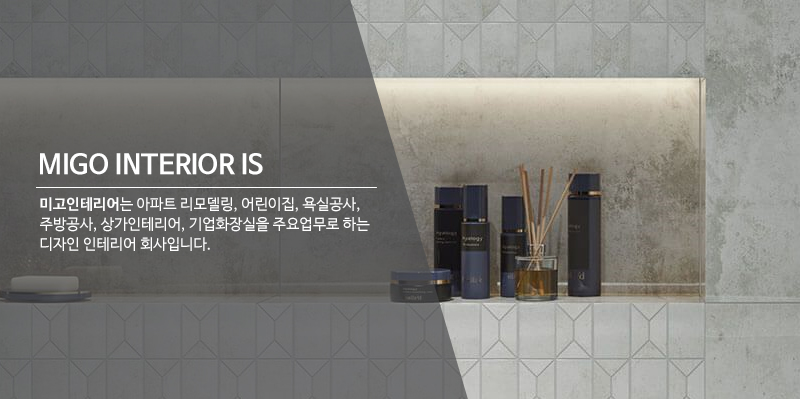 MIGO INTERIOR IS
미고인테리어는 아파트 리모델링, 어린이집, 욕실공사,
주방공사, 상가인테리어, 기업화장실을 주요업무로 하는
디자인 인테리어 회사입니다.
Hyalogy
Hyalogy